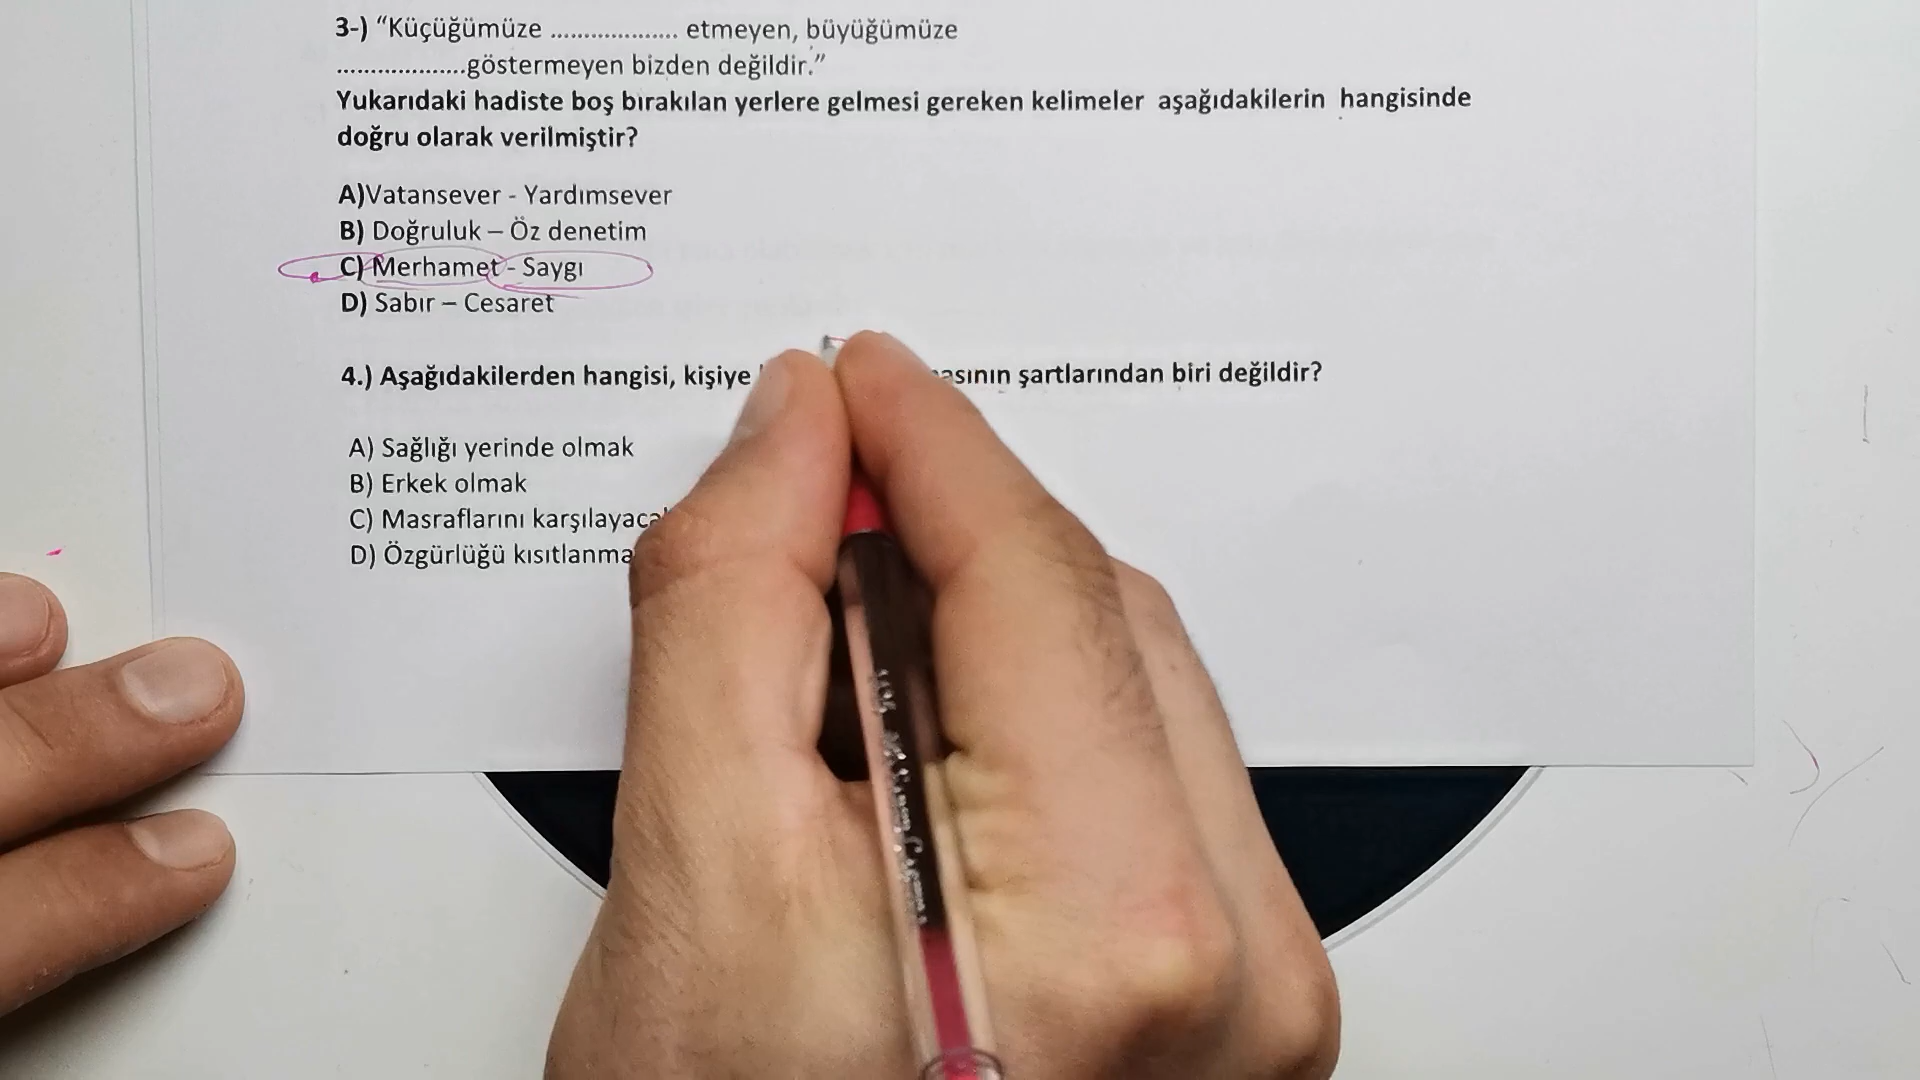 3-) “Küçüğümüze ................... etmeyen, büyüğümüze
...................göstermeyen bizden değildir.”
Yukarıdaki hadiste boş bırakılan yerlere gelmesi gereken kelimeler aşağıdakilerin hangisinde
doğru olarak verilmiştir?
A)Vatansever - Yardımsever
B) Doğruluk – Öz denetim
C) Merhamet - Saygı
D) Sabır – Cesaret
4.) Aşağıdakilerden hangisi, kişiye şartlarından biri değildir?
A) Sağlığı yerinde olmak
B) Erkek olmak
C) Masraflarını
D) Özgürlüğü